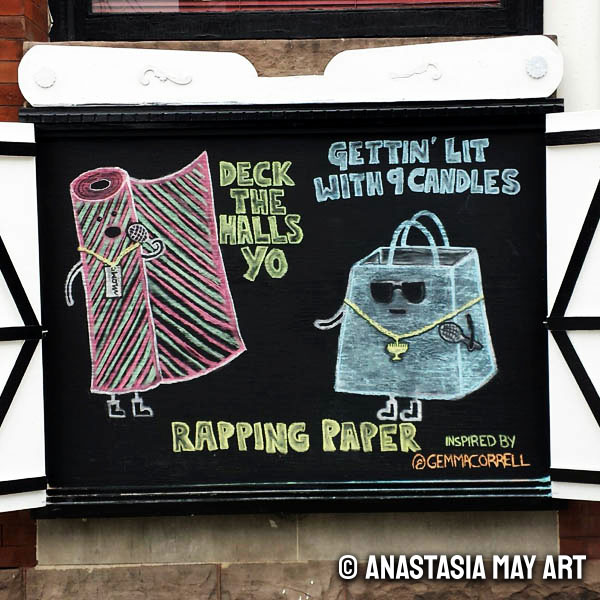 GETTIN' LIT
WITH 9 CANDLES
DECK
THE
HALLS
YO
RAPPING PAPER
INSPIRED BY
@GEMMACORRELL
© ANASTASIA MAY ART